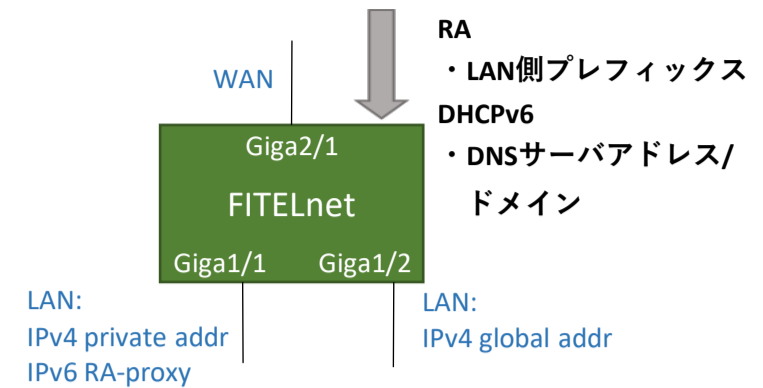 RA
・LAN側プレフィックス
DHCPv6
・DNSサーバアドレス/
ドメイン
WAN
Giga2/1
FITELnet
Giga1/1
Giga1/2
LAN:
IPv4 private addr
IPv6 RA-proxy
LAN:
IPv4 global addr